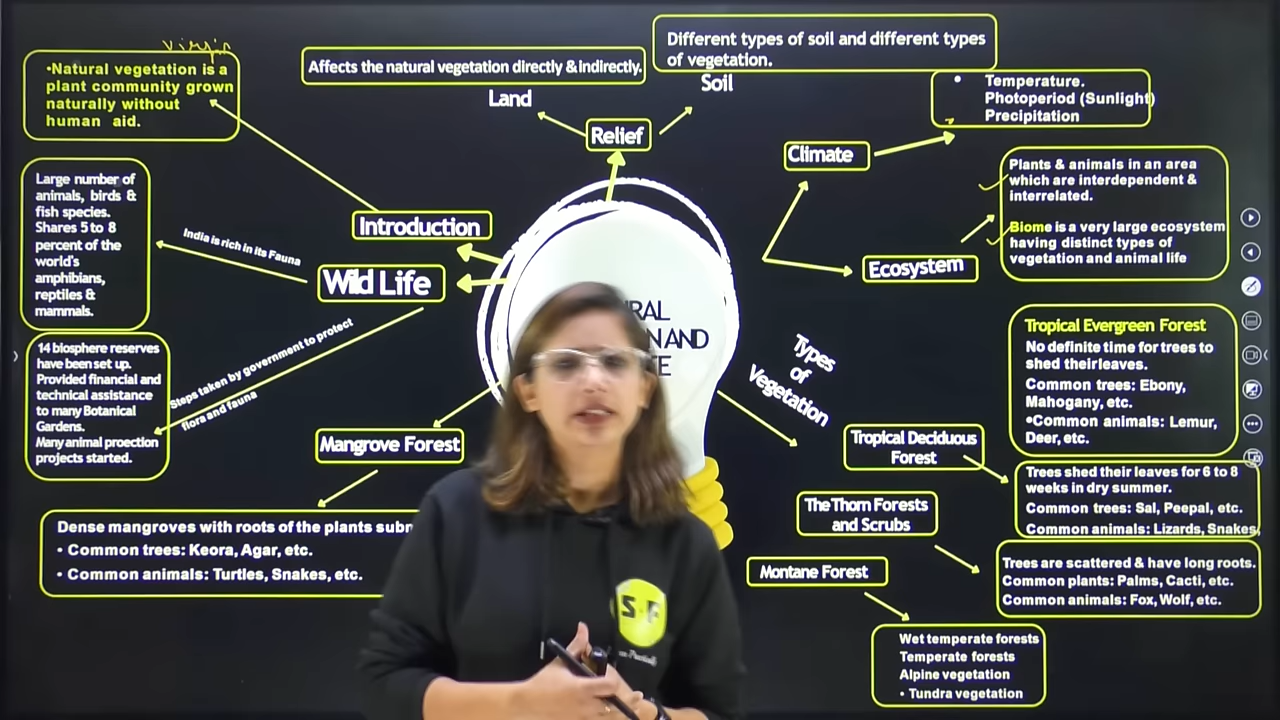 virgin
•Natural vegetation is a
plant community grown
naturally without
human aid.
Affects the natural vegetation directly & indirectly.
Different types of soil and different types
of vegetation.
Land
Soil
Relief
Climate
• Temperature.
Photoperiod (Sunlight)
Precipitation
Ecosystem
Plants & animals in an area
which are interdependent &
interrelated.
Biome is a very large ecosystem
having distinct types of
vegetation and animal life
Introduction
Wild Life
India is rich in its Fauna
Large number of
animals, birds &
fish species.
Shares 5 to 8
percent of the
world's
amphibians,
reptiles &
mammals.
Steps taken by government to protect
flora and fauna
14 biosphere reserves
have been set up.
Provided financial and
technical assistance
to many Botanical
Gardens.
Many animal proection
projects started.
AND
Mangrove Forest
Dense mangroves with roots of the plants
• Common trees: Keora, Agar, etc.
• Common animals: Turtles, Snakes, etc.
Types
of
Vegetation
Tropical Evergreen Forest
No definite time for trees to
shed theirleaves.
Common trees: Ebony,
Mahogany, etc.
•Common animals: Lemur,
Deer, etc.
Tropical Deciduous
Forest
Trees shed their leaves for 6 to 8
weeks in dry summer.
Common trees: Sal, Peepal, etc.
Common animals: Lizards, Snakes,
The Thorn Forests
and Scrubs
Trees are scattered & have long roots.
Common plants: Palms, Cacti, etc.
Common animals: Fox, Wolf, etc.
Montane Forest
Wet temperate forests
Temperate forests
Alpine vegetation
• Tundra vegetation
S F